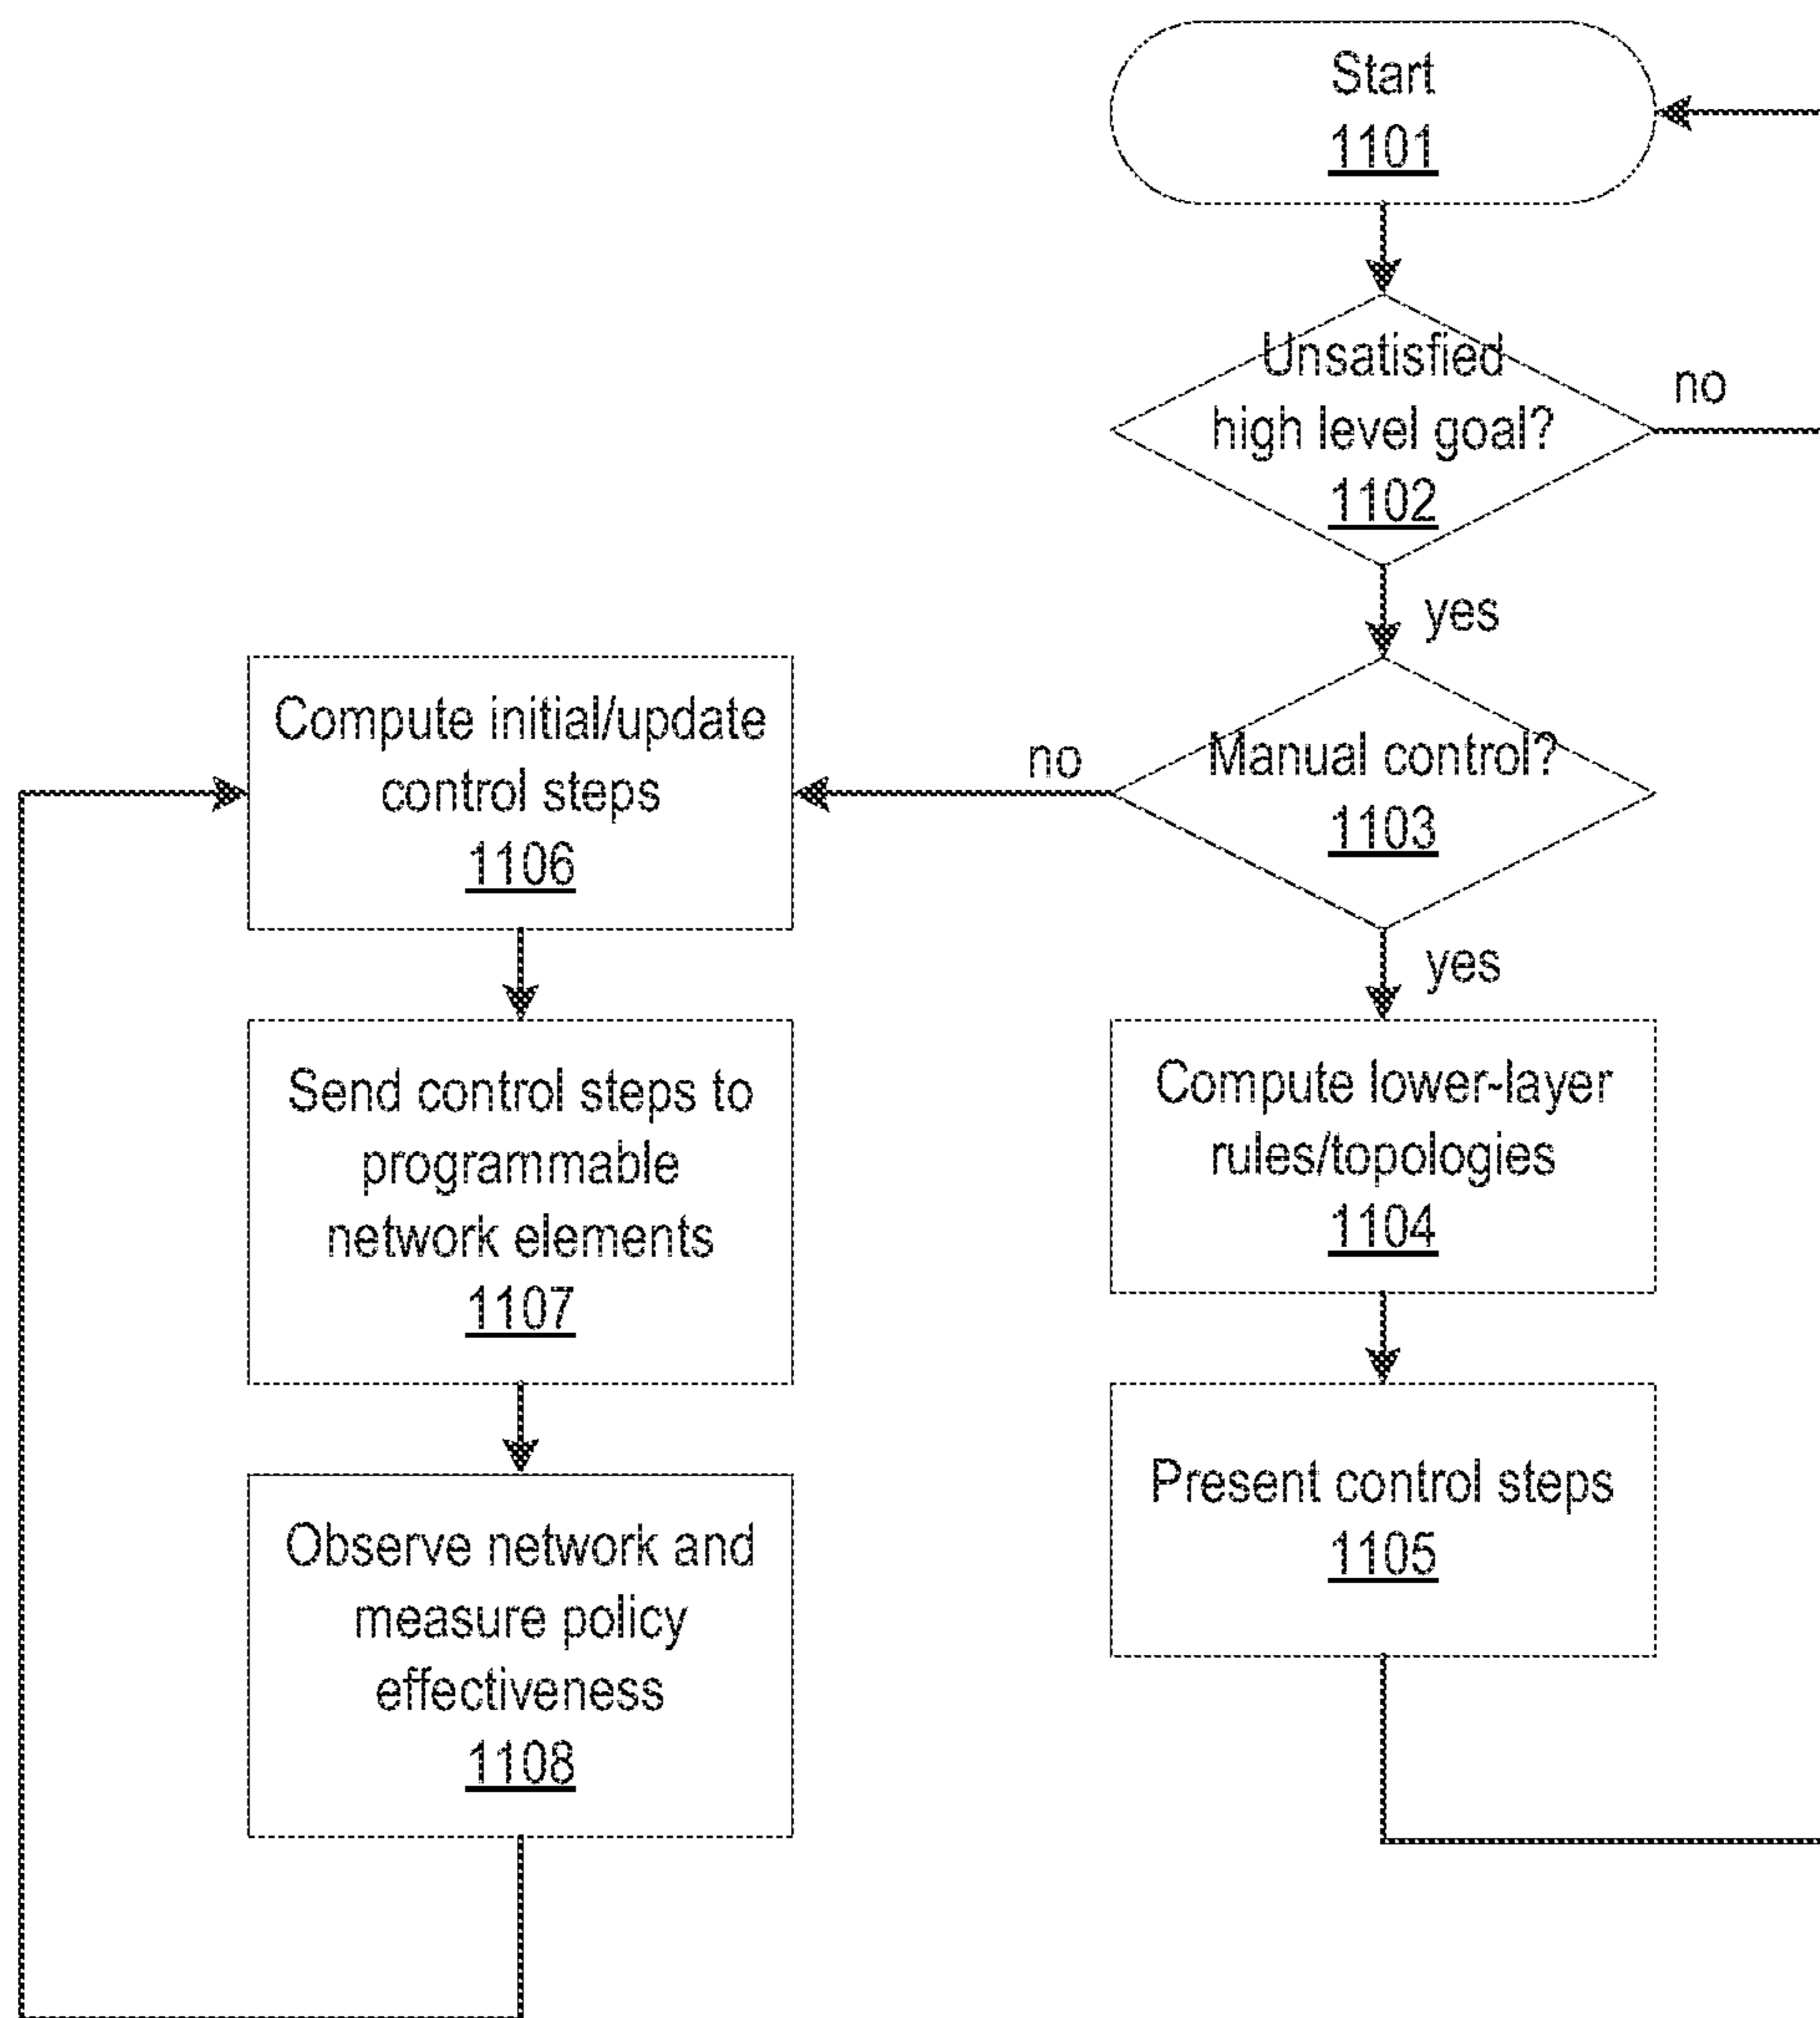 Start
1101
Unsatisfied
high level goal?
1102
no
yes
Manual control?
1103
no
yes
Compute initial/update
control steps
1106
Send control steps to
programmable
network elements
1107
Observe network and
measure policy
effectiveness
1108
Compute lower-layer
rules/topologies
1104
Present control steps
1105